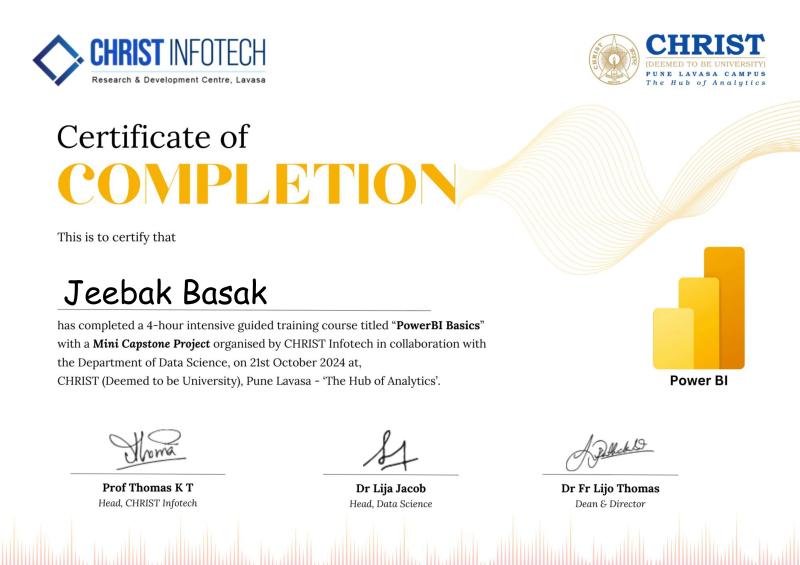 CHRIST INFOTECH
Research & Development Centre, Lavasa
CHRIST
(DEEMED TO BE UNIVERSITY)
PUNE LAVASA CAMPUS
The Hub of Analytics
Certificate of
COMPLETION
This is to certify that
Jeebak Basak
has completed a 4-hour intensive guided training course titled “PowerBI Basics”
with a Mini Capstone Project organised by CHRIST Infotech in collaboration with
the Department of Data Science, on 21st October 2024 at,
CHRIST (Deemed to be University), Pune Lavasa - ‘The Hub of Analytics’.
Power BI
Prof Thomas K T
Head, CHRIST Infotech
Dr Lija Jacob
Head, Data Science
Dr Fr Lijo Thomas
Dean & Director